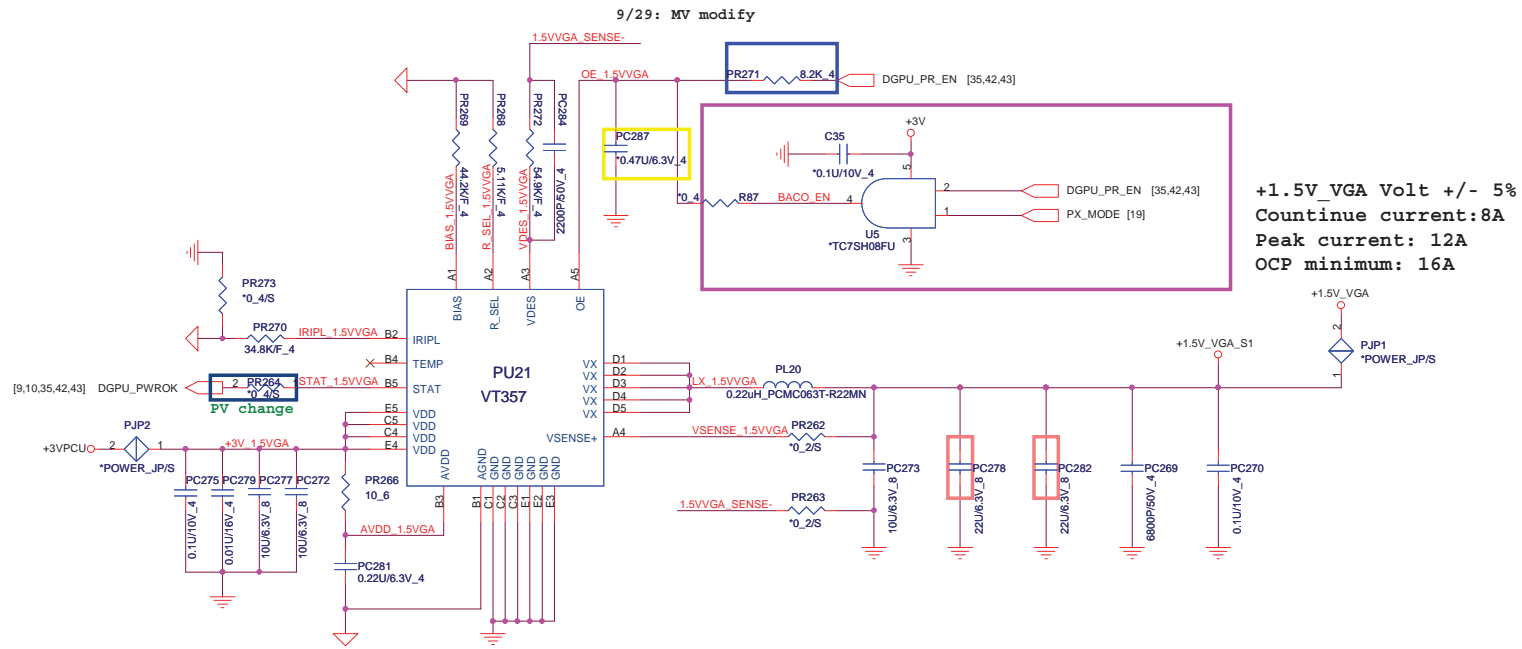 9/29: MV modify
1.5VVGA_SENSE-
OE_1.5VVGA
PR271
8.2K_4
DGPU_PR_EN [35,42,43]
PR269
44.2K/F_4
BIAS_1.5VVGA
PR268
5.11K/F_4
R_SEL_1.5VVGA
PR272
54.9K/F_4
VDES_1.5VVGA
PC284
2200P/50V_4
PC287
*0.47U/6.3V_4
+3V
C35
*0.1U/10V_4
5
*0_4
R87
BACO_EN
4
2
DGPU_PR_EN [35,42,43]
1
PX_MODE [19]
U5
*TC7SH08FU
3
+1.5V_VGA Volt +/- 5%
Countinue current:8A
Peak current: 12A
OCP minimum: 16A
+1.5V_VGA
2
PJP1
*POWER_JP/S
1
+1.5V_VGA_S1
A1
A2
A3
A5
BIAS
R_SEL
VDES
OE
PR273
*0_4/S
PR270
34.8K/F_4
IRIPL_1.5VVGA
B2
IRIPL
B4
TEMP
[9,10,35,42,43] DGPU_PWROK
2
PR264
*0_4/S
1
STAT_1.5VVGA
B5
STAT
PV change
PU21
VT357
VX
D1
VX
D2
VX
D3
VX
D4
VX
D5
LX_1.5VVGA
PL20
0.22uH_PCMC063T-R22MN
E5
VDD
C5
VDD
C4
VDD
E4
VDD
VSENSE+
A4
VSENSE_1.5VVGA
PR262
*0_2/S
PJP2
+3VPCU
2
1
*POWER_JP/S
+3V_1.5VGA
PC275
0.1U/10V_4
PC279
0.01U/16V_4
PC277
10U/6.3V_8
PC272
10U/6.3V_8
PR266
10_6
AVDD
AGND
GND
GND
GND
GND
GND
GND
B3
B1
C1
C2
C3
E1
E2
E3
AVDD_1.5VGA
PC281
0.22U/6.3V_4
1.5VVGA_SENSE-
PR263
*0_2/S
PC273
10U/6.3V_8
PC278
22U/6.3V_8
PC282
22U/6.3V_8
PC269
6800P/50V_4
PC270
0.1U/10V_4